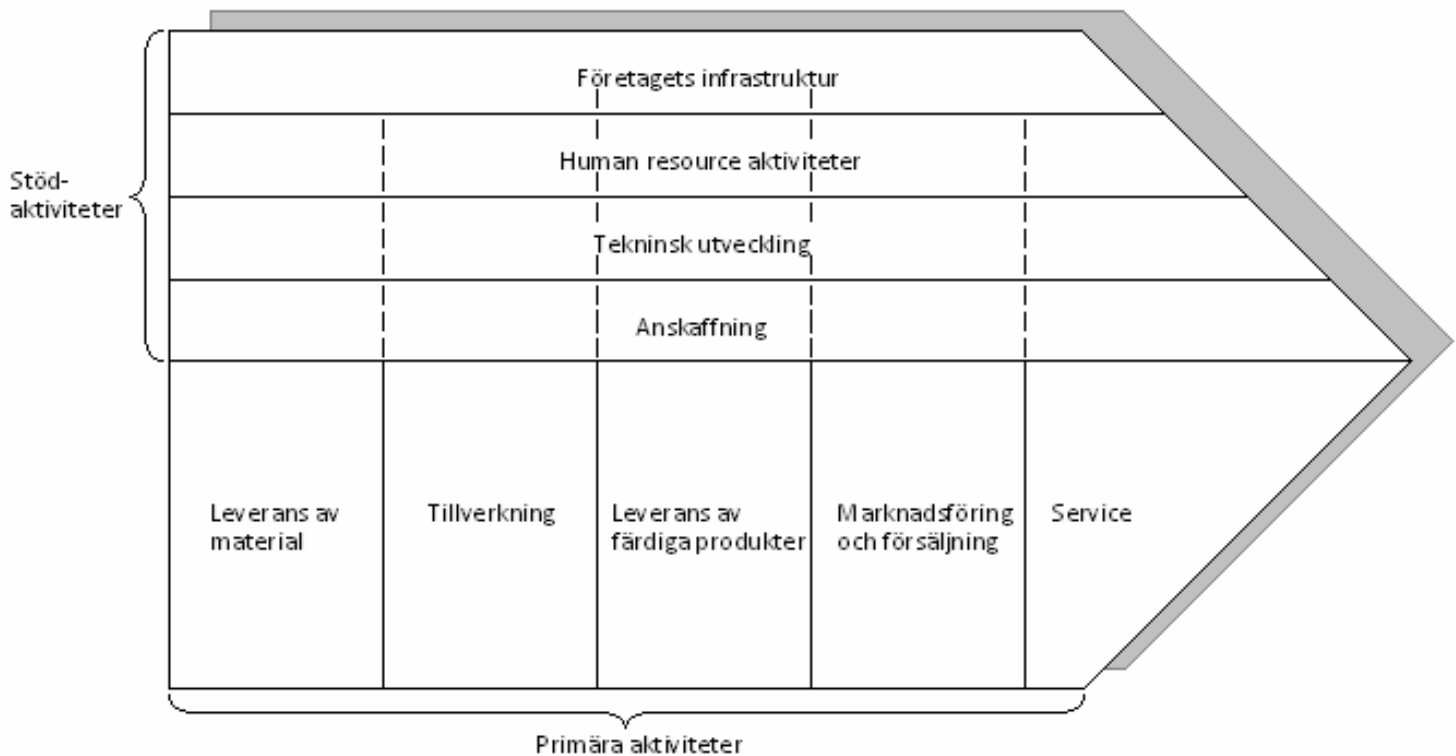 Företagets infrastruktur
Human resource aktiviteter
Stöd-
aktiviteter
Tekninsk utveckling
Anskaffning
Leverans av
material
Tillverkning
Leverans av
färdiga produkter
Marknadsföring
och försäljning
Service
Primära aktiviteter